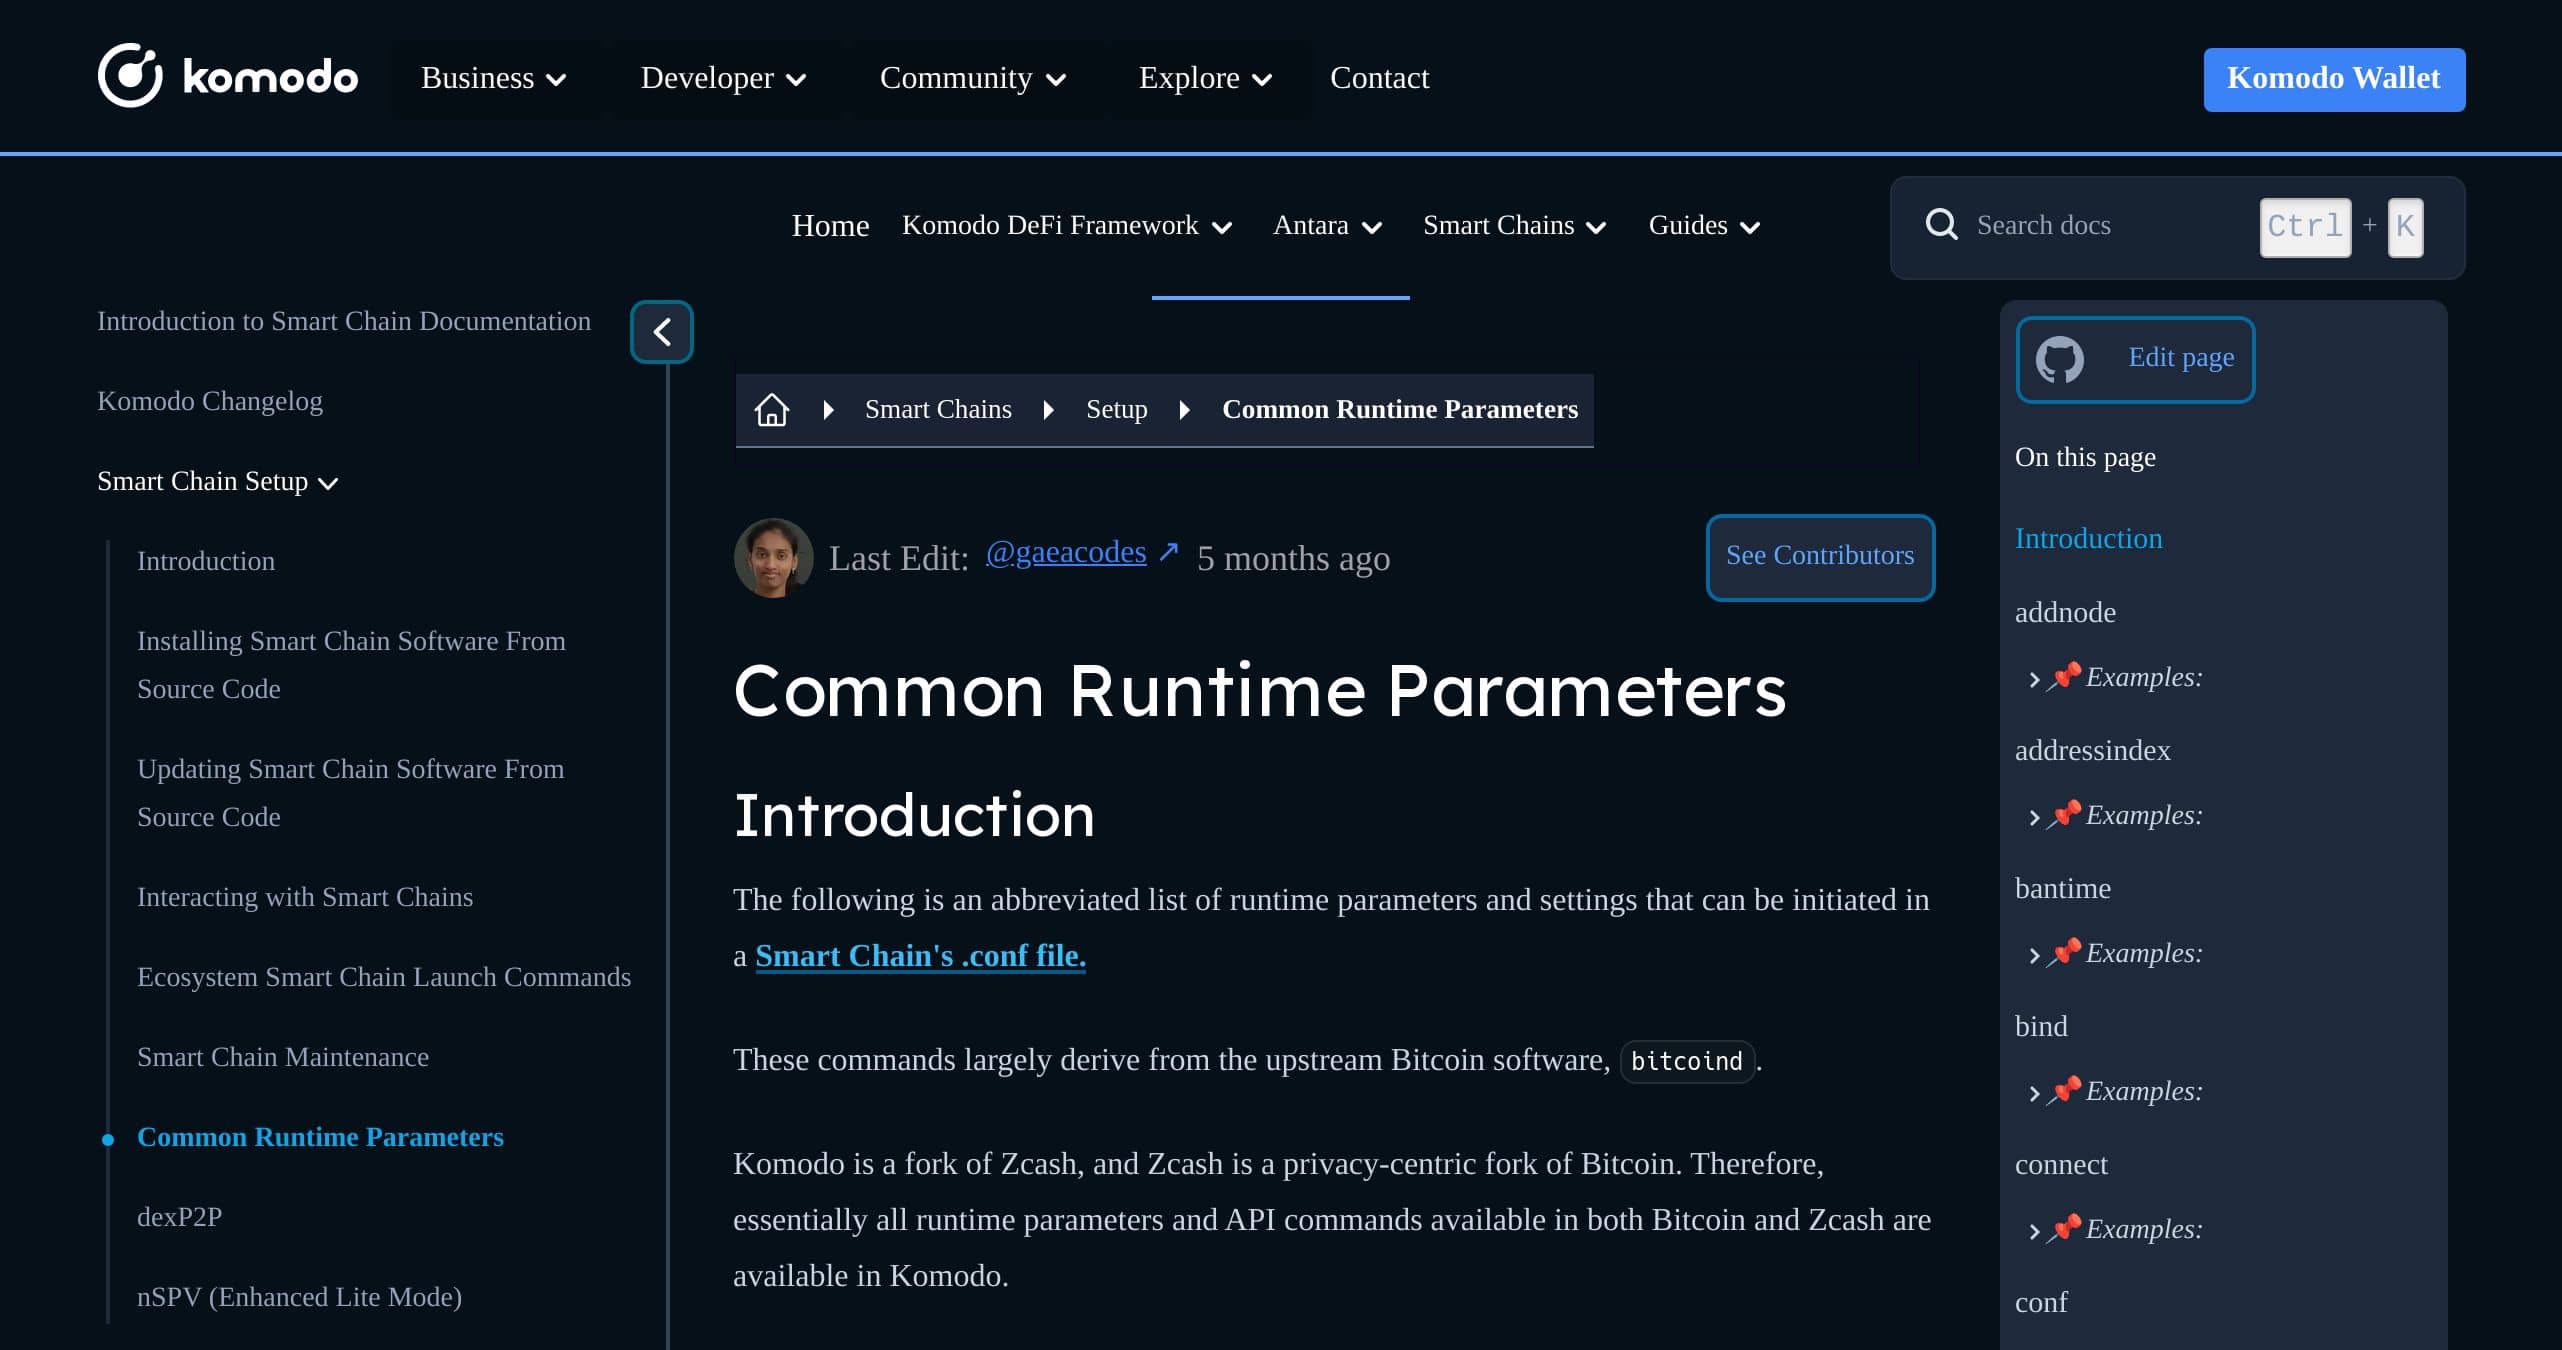 komodo
Business
Developer
Community
Explore
Contact
Komodo Wallet
Home
Komodo DeFi Framework
Antara
Smart Chains
Guides
Search docs
Ctrl + K
Introduction to Smart Chain Documentation
Komodo Changelog
Smart Chain Setup
Introduction
Installing Smart Chain Software From
Source Code
Updating Smart Chain Software From
Source Code
Interacting with Smart Chains
Ecosystem Smart Chain Launch Commands
Smart Chain Maintenance
Common Runtime Parameters
dexP2P
nSPV (Enhanced Lite Mode)
Smart Chains
Setup
Common Runtime Parameters
Last Edit: @gaeacodes ↗ 5 months ago
See Contributors
Common Runtime Parameters
Introduction
The following is an abbreviated list of runtime parameters and settings that can be initiated in
a Smart Chain's .conf file.
These commands largely derive from the upstream Bitcoin software, bitcoind.
Komodo is a fork of Zcash, and Zcash is a privacy-centric fork of Bitcoin. Therefore,
essentially all runtime parameters and API commands available in both Bitcoin and Zcash are
available in Komodo.
Edit page
On this page
Introduction
addnode
📌 Examples:
addressindex
📌 Examples:
bantime
📌 Examples:
bind
📌 Examples:
connect
📌 Examples:
conf